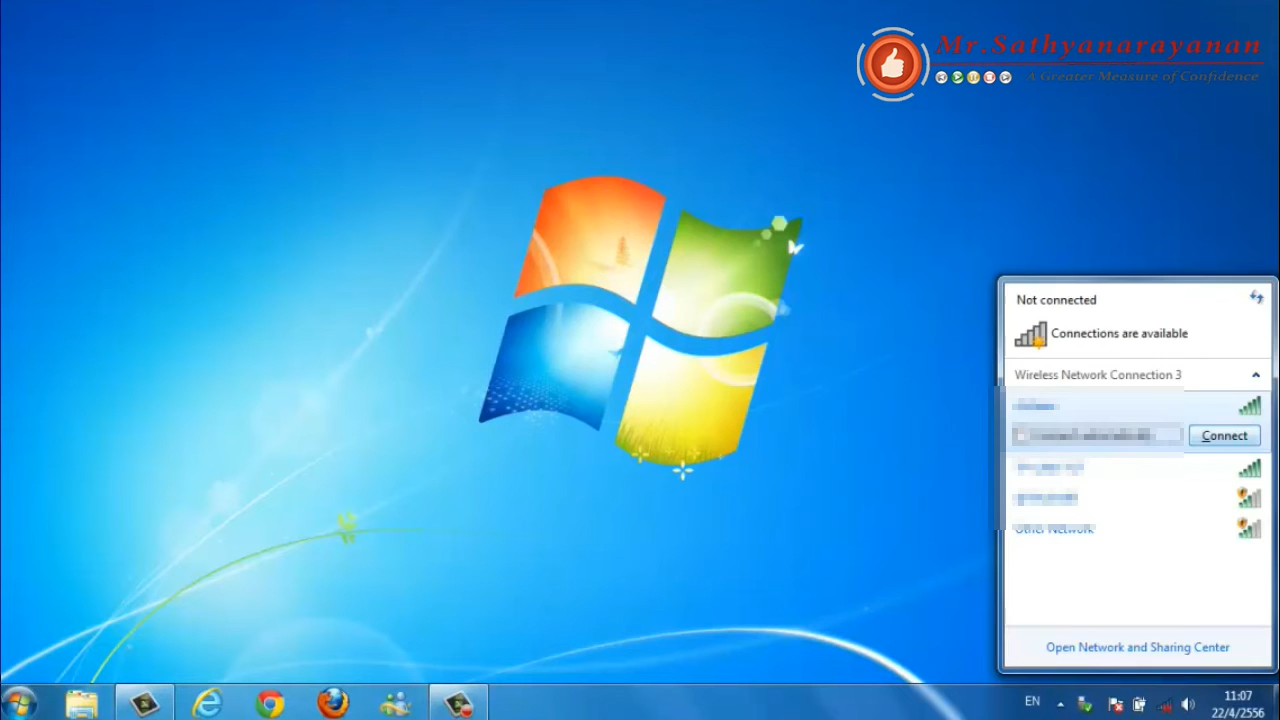 Mr.Sathyanarayanan
A Greater Measure of Confidence
Not connected
Connections are available
Wireless Network Connection 3
Connect
Other Network
Open Network and Sharing Center
EN
11:07
22/4/2556